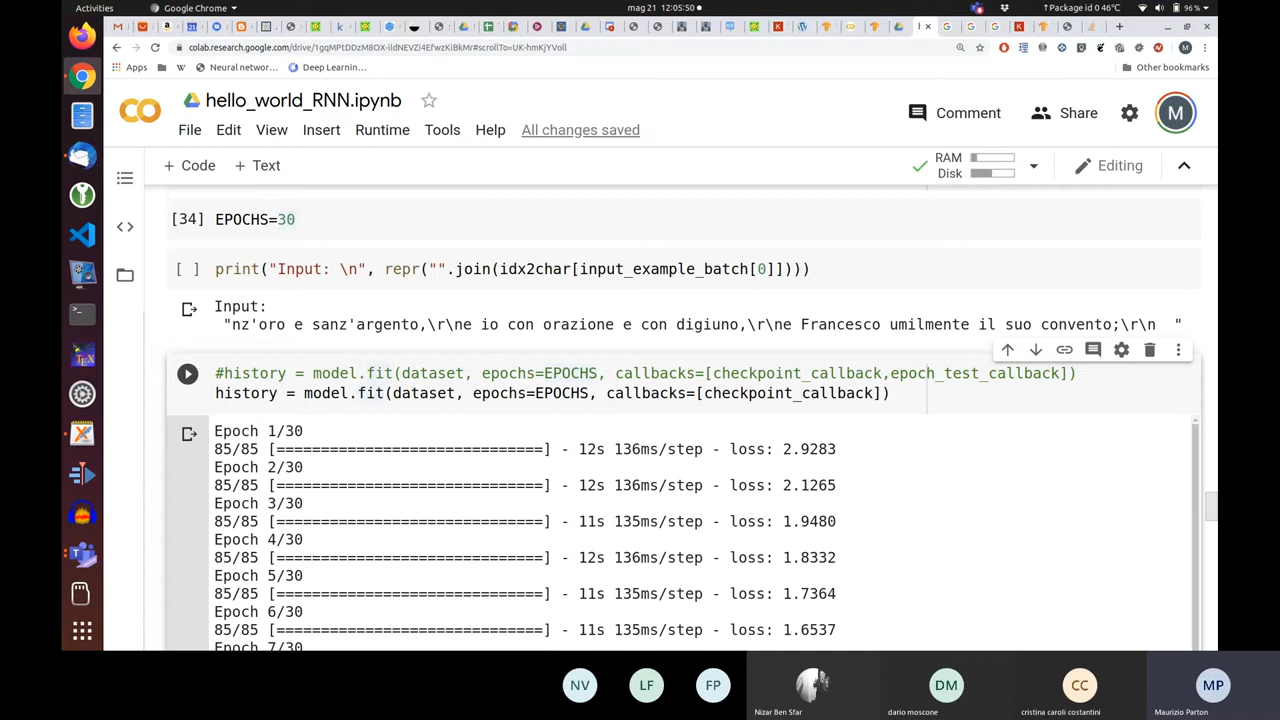 Activities
Google Chrome
mag 21 12:05:50
↑Package id 0 46°C
96 %
colab.research.google.com/drive/1gqMPtDDzM8OX-ildNEVZi4EfwzKiBkMr#scrollTo=UK-hmKjYVoll
Apps
Neural networ...
Deep Learnin...
Other bookmarks
hello_world_RNN.ipynb
Comment
Share
M
File Edit View Insert Runtime Tools Help All changes saved
+ Code + Text
RAM
Disk
Editing
[34] EPOCHS=30
[ ] print("Input: \n", repr("".join(idx2char[input_example_batch[0]])))
Input:
"nz'oro e sanz'argento,\r\ne io con orazione e con digiuno,\r\ne Francesco umilmente il suo convento;\r\n "
#history = model.fit(dataset, epochs=EPOCHS, callbacks=[checkpoint_callback,epoch_test_callback])
history = model.fit(dataset, epochs=EPOCHS, callbacks=[checkpoint_callback])
Epoch 1/30
85/85 [==============================] - 12s 136ms/step - loss: 2.9283
Epoch 2/30
85/85 [==============================] - 12s 136ms/step - loss: 2.1265
Epoch 3/30
85/85 [==============================] - 11s 135ms/step - loss: 1.9480
Epoch 4/30
85/85 [==============================] - 12s 136ms/step - loss: 1.8332
Epoch 5/30
85/85 [==============================] - 11s 135ms/step - loss: 1.7364
Epoch 6/30
85/85 [==============================] - 11s 135ms/step - loss: 1.6537
Epoch 7/30
NV
LF
FP
DM
CC
MP
Nizar Ben Sfar
dario moscone
cristina caroli costantini
Maurizio Parton